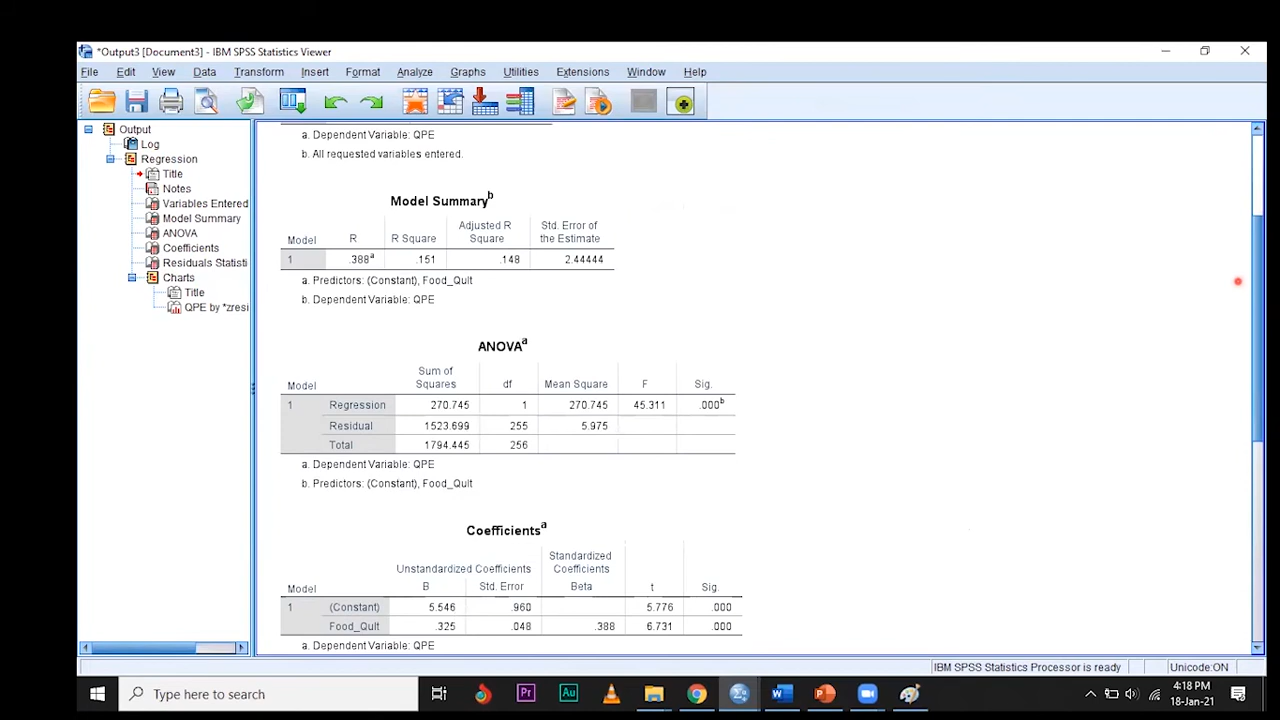 *Output3 [Document3] - IBM SPSS Statistics Viewer
File Edit View Data Transform Insert Format Analyze Graphs Utilities Extensions Window Help
Output
Log
Regression
Title
Notes
Variables Entered
Model Summary
ANOVA
Coefficients
Residuals Statisti
Charts
Title
QPE by *zresi
a. Dependent Variable: QPE
b. All requested variables entered.
Model Summaryb
Model R R Square Adjusted R Square Std. Error of the Estimate
1 .388a .151 .148 2.44444
a. Predictors: (Constant), Food_Qult
b. Dependent Variable: QPE
ANOVAa
Model Sum of Squares df Mean Square F Sig.
1 Regression 270.745 1 270.745 45.311 .000b
Residual 1523.699 255 5.975
Total 1794.445 256
a. Dependent Variable: QPE
b. Predictors: (Constant), Food_Qult
Coefficientsa
Unstandardized Coefficients Standardized Coefficients
Model B Std. Error Beta t Sig.
1 (Constant) 5.546 .960 5.776 .000
Food_Qult .325 .048 .388 6.731 .000
a. Dependent Variable: QPE
IBM SPSS Statistics Processor is ready Unicode:ON
Type here to search
Pr Au
4:18 PM
18-Jan-21